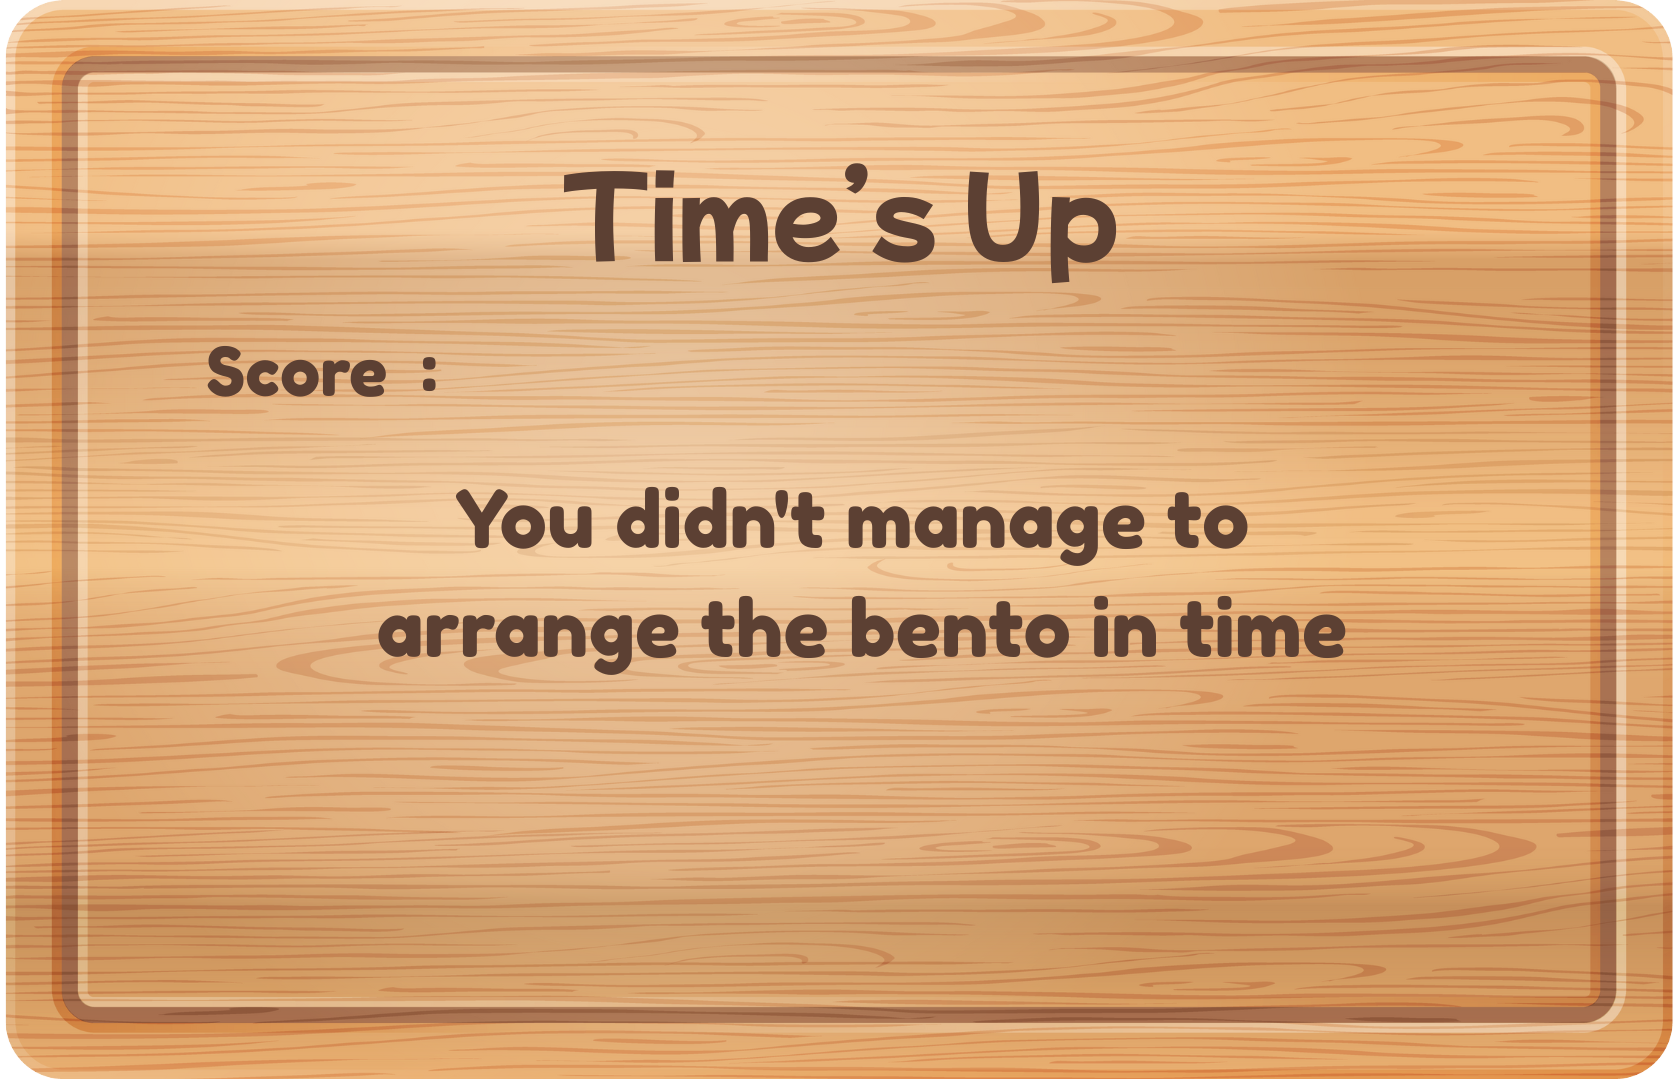 Time’s Up
Score :
You didn't manage to
arrange the bento in time